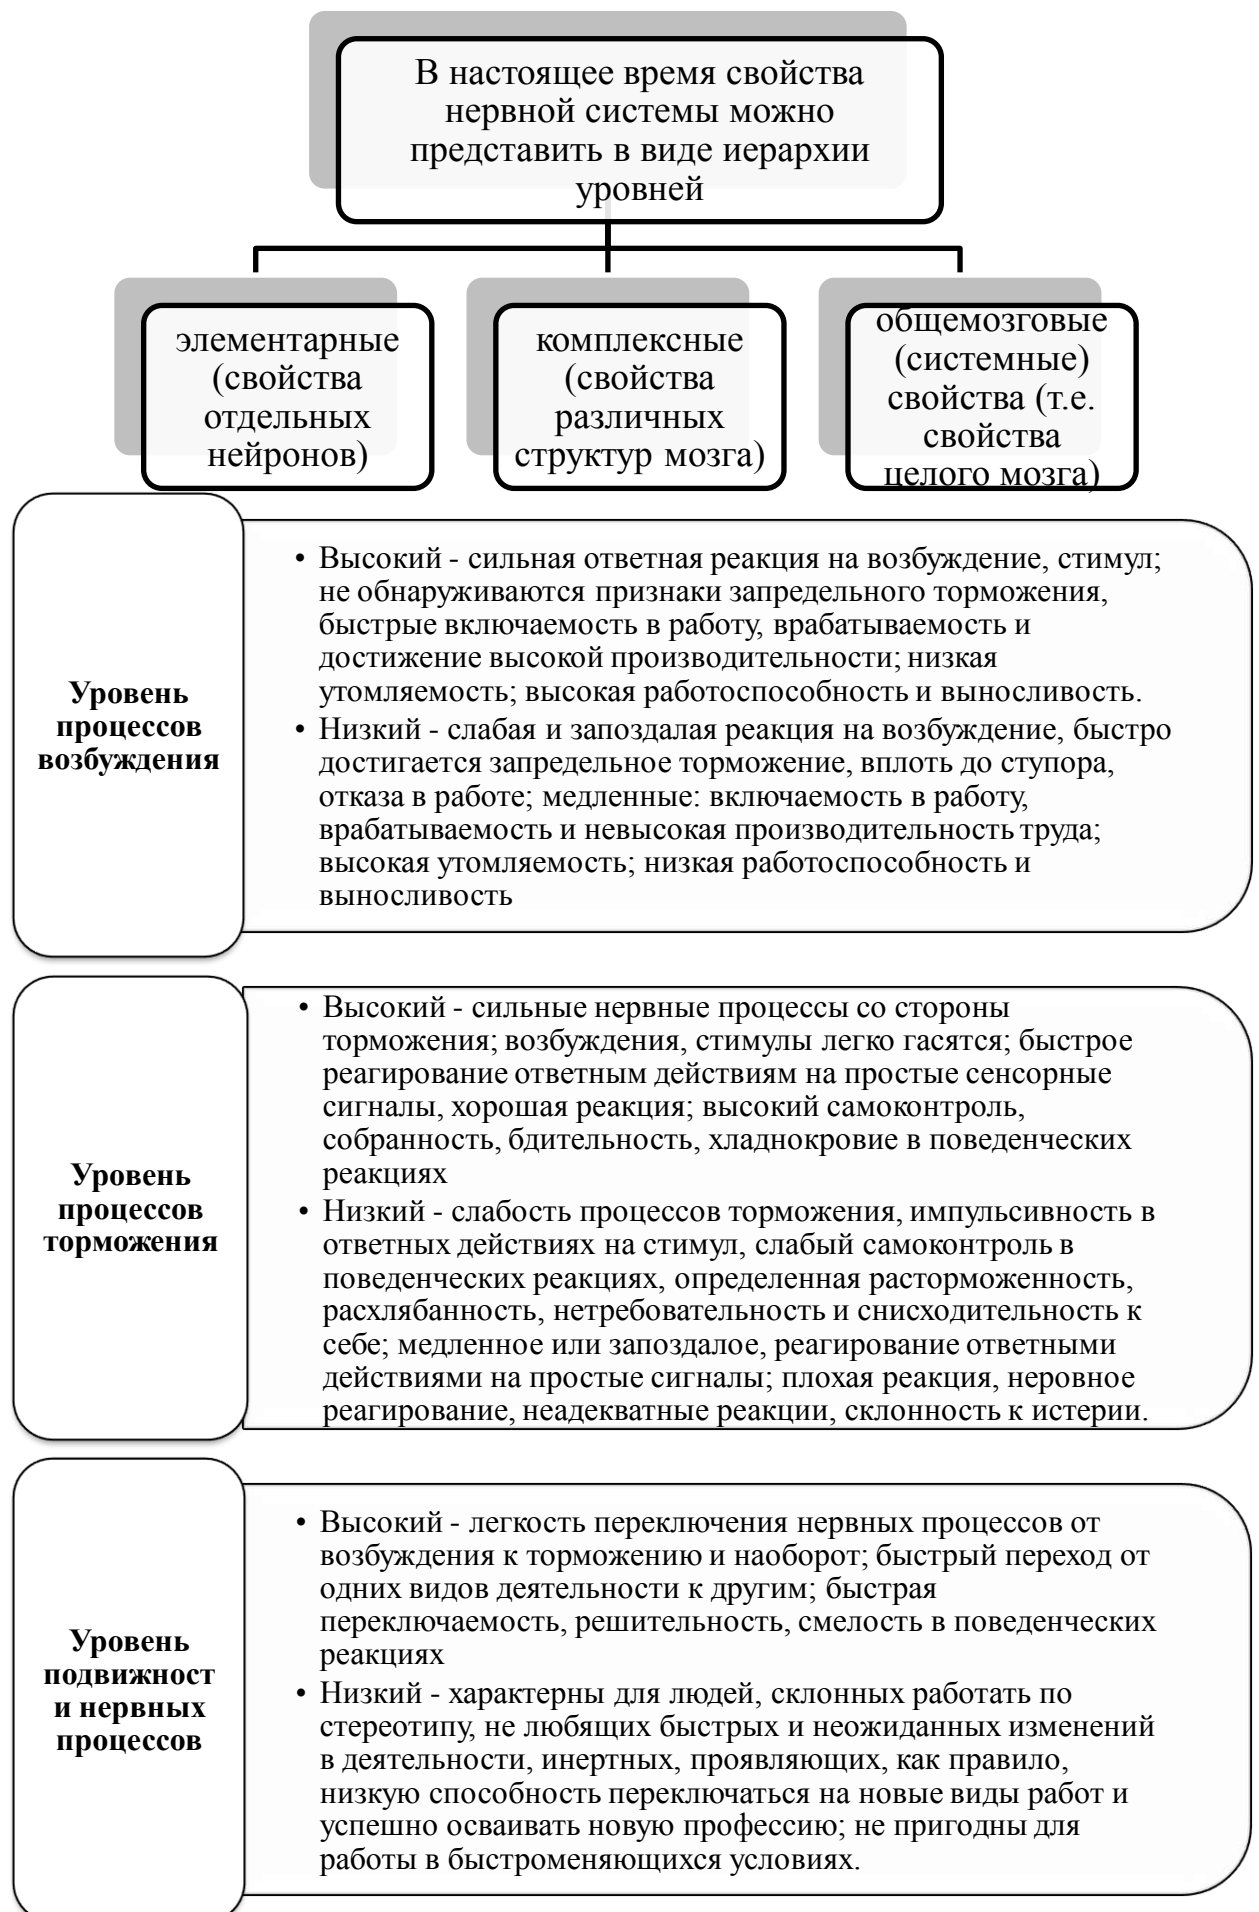 В настоящее время свойства
нервной системы можно
представить в виде иерархии
уровней
элементарные
(свойства
отдельных
нейронов)
комплексные
(свойства
различных
структур мозга)
общемозговые
(системные)
свойства (т.е.
свойства
целого мозга)
Уровень
процессов
возбуждения
• Высокий - сильная ответная реакция на возбуждение, стимул;
не обнаруживаются признаки запредельного торможения,
быстрые включаемость в работу, врабатываемость и
достижение высокой производительности; низкая
утомляемость; высокая работоспособность и выносливость.
• Низкий - слабая и запоздалая реакция на возбуждение, быстро
достигается запредельное торможение, вплоть до ступора,
отказа в работе; медленные: включаемость в работу,
врабатываемость и невысокая производительность труда;
высокая утомляемость; низкая работоспособность и
выносливость
Уровень
процессов
торможения
• Высокий - сильные нервные процессы со стороны
торможения; возбуждения, стимулы легко гасятся; быстрое
реагирование ответным действиям на простые сенсорные
сигналы, хорошая реакция; высокий самоконтроль,
собранность, бдительность, хладнокровие в поведенческих
реакциях
• Низкий - слабость процессов торможения, импульсивность в
ответных действиях на стимул, слабый самоконтроль в
поведенческих реакциях, определенная расторможенность,
расхлябанность, нетребовательность и снисходительность к
себе; медленное или запоздалое, реагирование ответными
действиями на простые сигналы; плохая реакция, неровное
реагирование, неадекватные реакции, склонность к истерии.
Уровень
подвижност
и нервных
процессов
• Высокий - легкость переключения нервных процессов от
возбуждения к торможению и наоборот; быстрый переход от
одних видов деятельности к другим; быстрая
переключаемость, решительность, смелость в поведенческих
реакциях
• Низкий - характерны для людей, склонных работать по
стереотипу, не любящих быстрых и неожиданных изменений
в деятельности, инертных, проявляющих, как правило,
низкую способность переключаться на новые виды работ и
успешно осваивать новую профессию; не пригодны для
работы в быстроменяющихся условиях.